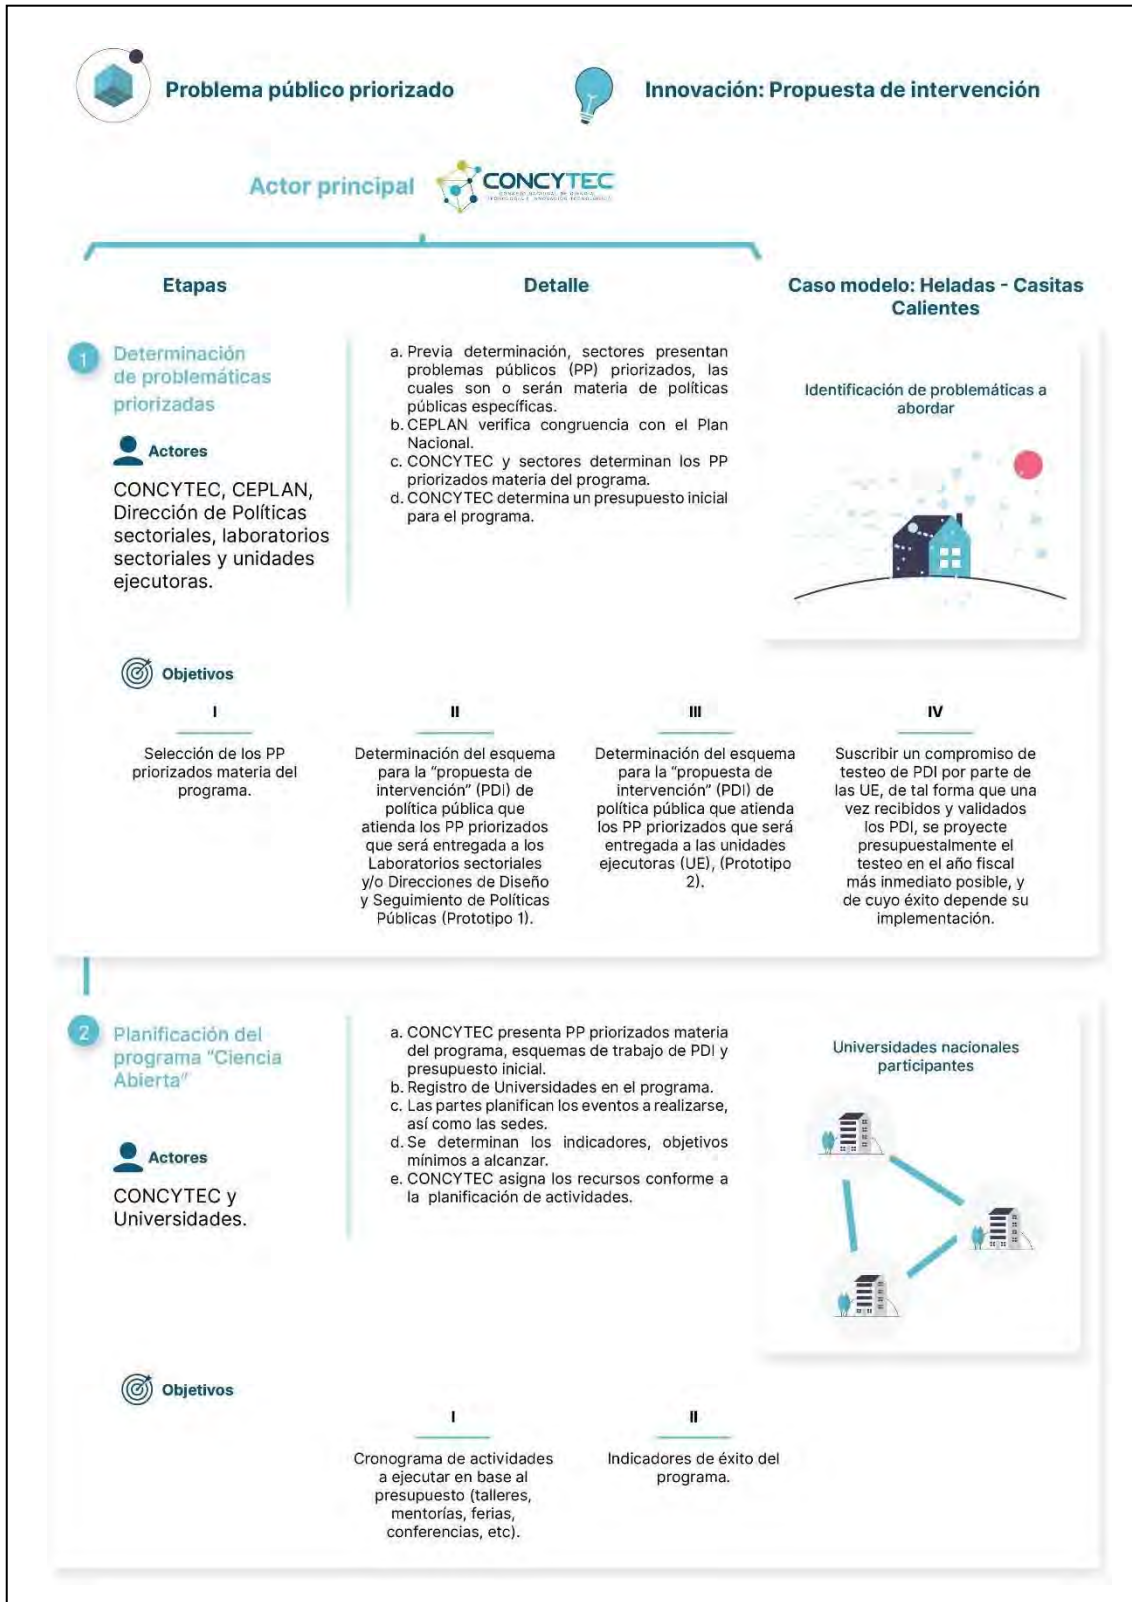 Problema público priorizado
Innovación: Propuesta de intervención
Actor principal
CONCYTEC
Etapas
Detalle
Caso modelo: Heladas - Casitas
Calientes
1
Determinación
de problemáticas
priorizadas
Actores
CONCYTEC, CEPLAN,
Dirección de Políticas
sectoriales, laboratorios
sectoriales y unidades
ejecutoras.
a. Previa determinación, sectores presentan
problemas públicos (PP) priorizados, las
cuales son o serán materia de políticas
públicas específicas.
b. CEPLAN verifica congruencia con el Plan
Nacional.
c. CONCYTEC y sectores determinan los PP
priorizados materia del programa.
d. CONCYTEC determina un presupuesto inicial
para el programa.
Identificación de problemáticas a
abordar
Objetivos
I
Selección de los PP
priorizados materia del
programa.
II
Determinación del esquema
para la “propuesta de
intervención” (PDI) de
política pública que
atienda los PP priorizados
que será entregada a los
Laboratorios sectoriales
y/o Direcciones de Diseño
y Seguimiento de Políticas
Públicas (Prototipo 1).
III
Determinación del esquema
para la “propuesta de
intervención” (PDI) de
política pública que atienda
los PP priorizados que será
entregada a las unidades
ejecutoras (UE), (Prototipo
2).
IV
Suscribir un compromiso de
testeo de PDI por parte de
las UE, de tal forma que una
vez recibidos y validados
los PDI, se proyecte
presupuestalmente el
testeo en el año fiscal
más inmediato posible, y
de cuyo éxito depende su
implementación.
2
Planificación del
programa “Ciencia
Abierta”
Actores
CONCYTEC y
Universidades.
a. CONCYTEC presenta PP priorizados materia
del programa, esquemas de trabajo de PDI y
presupuesto inicial.
b. Registro de Universidades en el programa.
c. Las partes planifican los eventos a realizarse,
así como las sedes.
d. Se determinan los indicadores, objetivos
mínimos a alcanzar.
e. CONCYTEC asigna los recursos conforme a
la planificación de actividades.
Universidades nacionales
participantes
Objetivos
I
Cronograma de actividades
a ejecutar en base al
presupuesto (talleres,
mentorías, ferias,
conferencias, etc).
II
Indicadores de éxito del
programa.